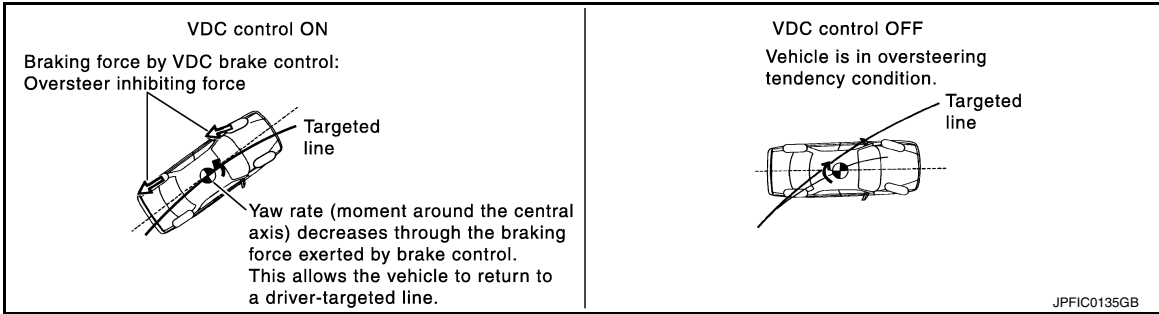 VDC control ON
Braking force by VDC brake control:
Oversteer inhibiting force
Targeted
line
Yaw rate (moment around the central
axis) decreases through the braking
force exerted by brake control.
This allows the vehicle to return to
a driver-targeted line.
VDC control OFF
Vehicle is in oversteering
tendency condition.
Targeted
line
JPFIC0135GB